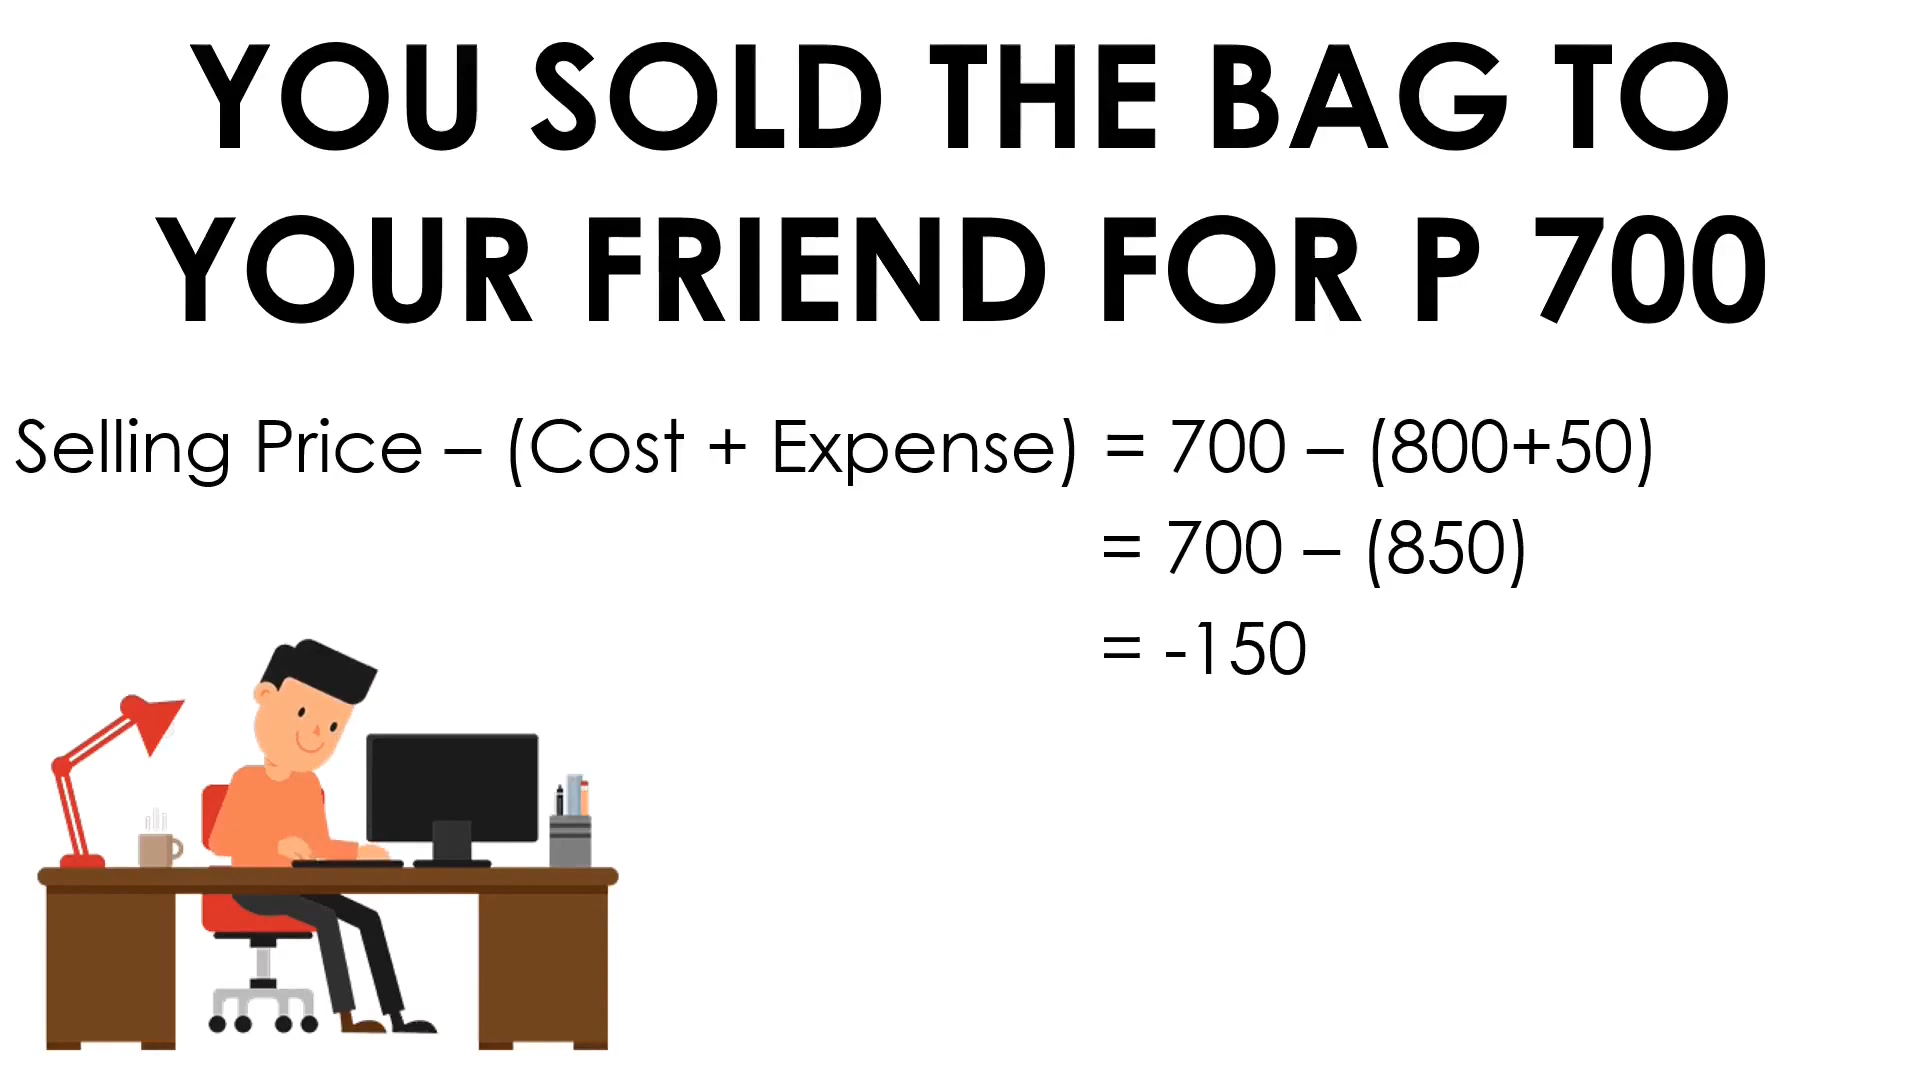 YOU SOLD THE BAG TO
YOUR FRIEND FOR P 700
Selling Price – (Cost + Expense) = 700 – (800+50)
= 700 – (850)
= -150